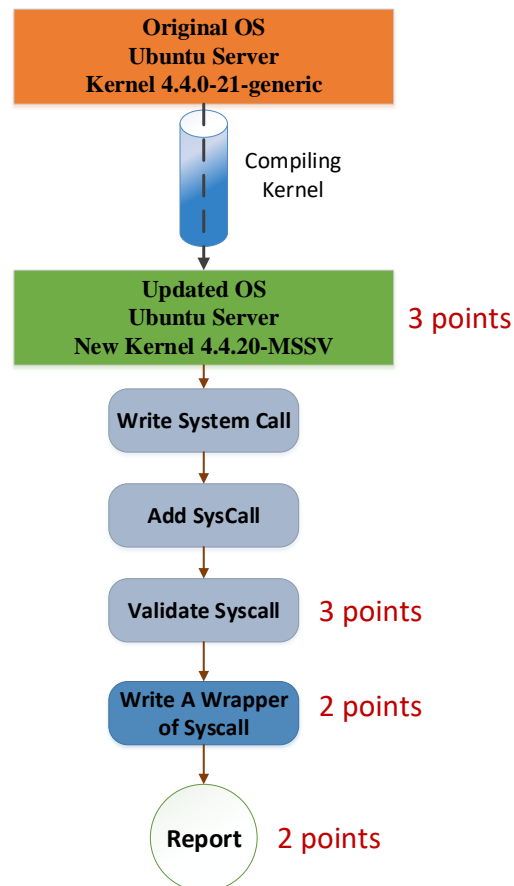 Original OS
Ubuntu Server
Kernel 4.4.0-21-generic
Compiling
Kernel
Updated OS
Ubuntu Server
New Kernel 4.4.20-MSSV
3 points
Write System Call
Add SysCall
Validate Syscall
3 points
Write A Wrapper
of Syscall
2 points
Report
2 points